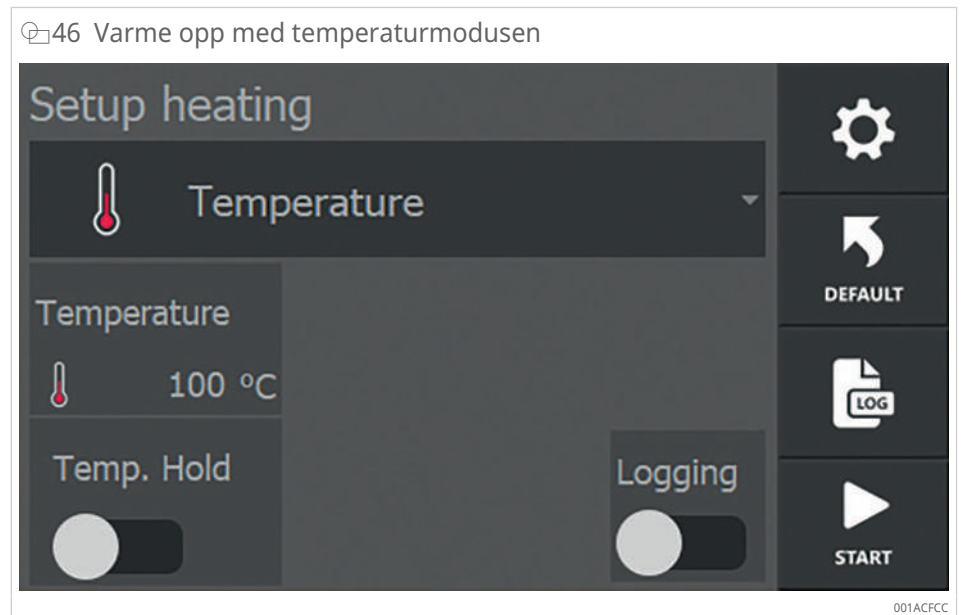 46 Varme opp med temperaturmodusen
Setup heating
Temperature
Temperature
100 °C
Temp. Hold
Logging
DEFAULT
LOG
START
001ACFCC